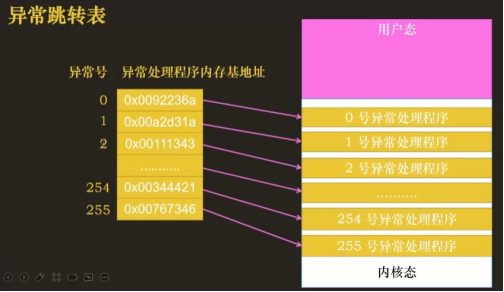 异常跳转表
用户态
异常号 异常处理程序内存基地址
0 0x0092236a 0 号异常处理程序
1 0x00a2d31a 1 号异常处理程序
2 0x00111343 2 号异常处理程序
........... ..........
254 0x00344421 254 号异常处理程序
255 0x00767346 255 号异常处理程序
内核态